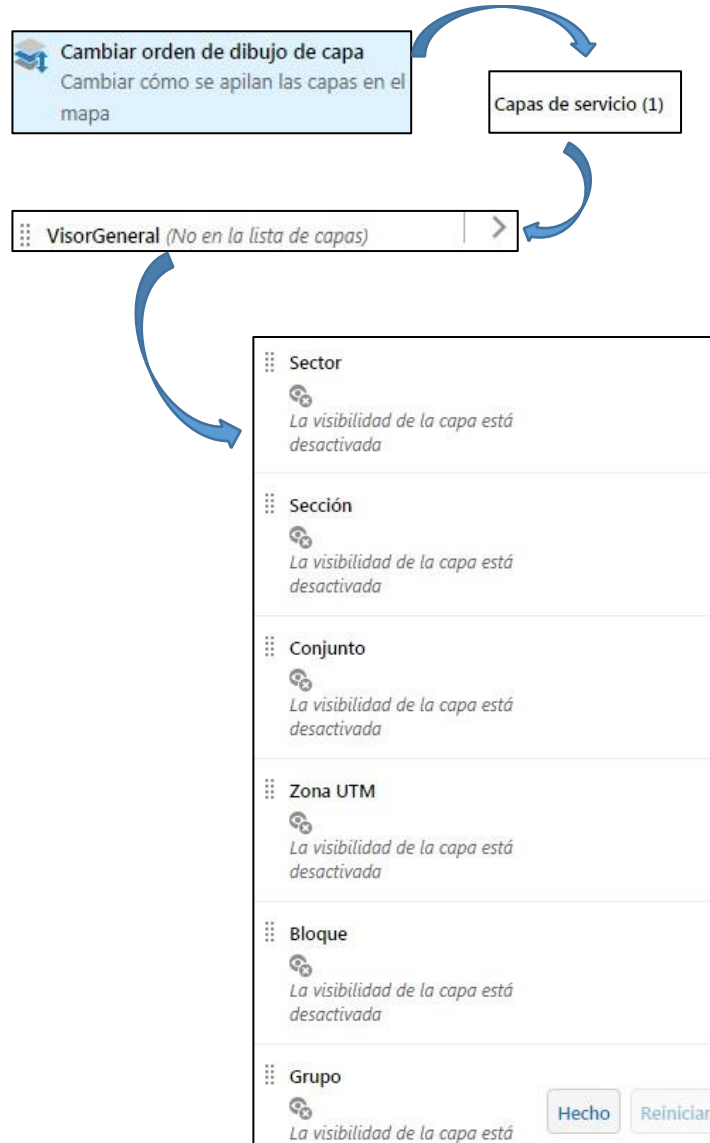 Cambiar orden de dibujo de capa
Cambiar cómo se apilan las capas en el
mapa
Capas de servicio (1)
VisorGeneral (No en la lista de capas)
Sector
La visibilidad de la capa está
desactivada
Sección
La visibilidad de la capa está
desactivada
Conjunto
La visibilidad de la capa está
desactivada
Zona UTM
La visibilidad de la capa está
desactivada
Bloque
La visibilidad de la capa está
desactivada
Grupo
La visibilidad de la capa está
Hecho
Reiniciar